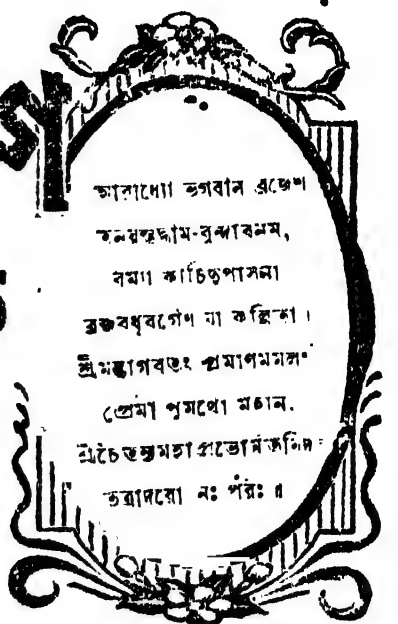 আরাধ্যো ভগবান ব্রজেশ
তনয়স্তদ্ধাম-বৃন্দাবনম,
রম্যা কাচিদুপাসনা
ব্রজবধূবর্গেণ যা কল্পিতা ।
শ্রীমদ্ভাগবতং প্রমাণমমলং
প্রেমা পুমর্থো মহান.
শ্রীচৈতন্যমহাপ্রভোর্মতমিদং
তত্রাদরো নঃ পরঃ ॥